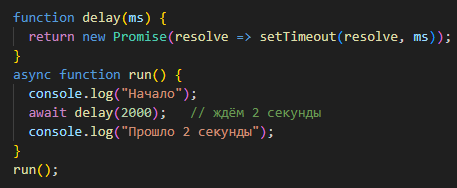 function delay(ms) {
  return new Promise(resolve => setTimeout(resolve, ms));
}
async function run() {
  console.log("Начало");
  await delay(2000);   // ждём 2 секунды
  console.log("Прошло 2 секунды");
}
run();